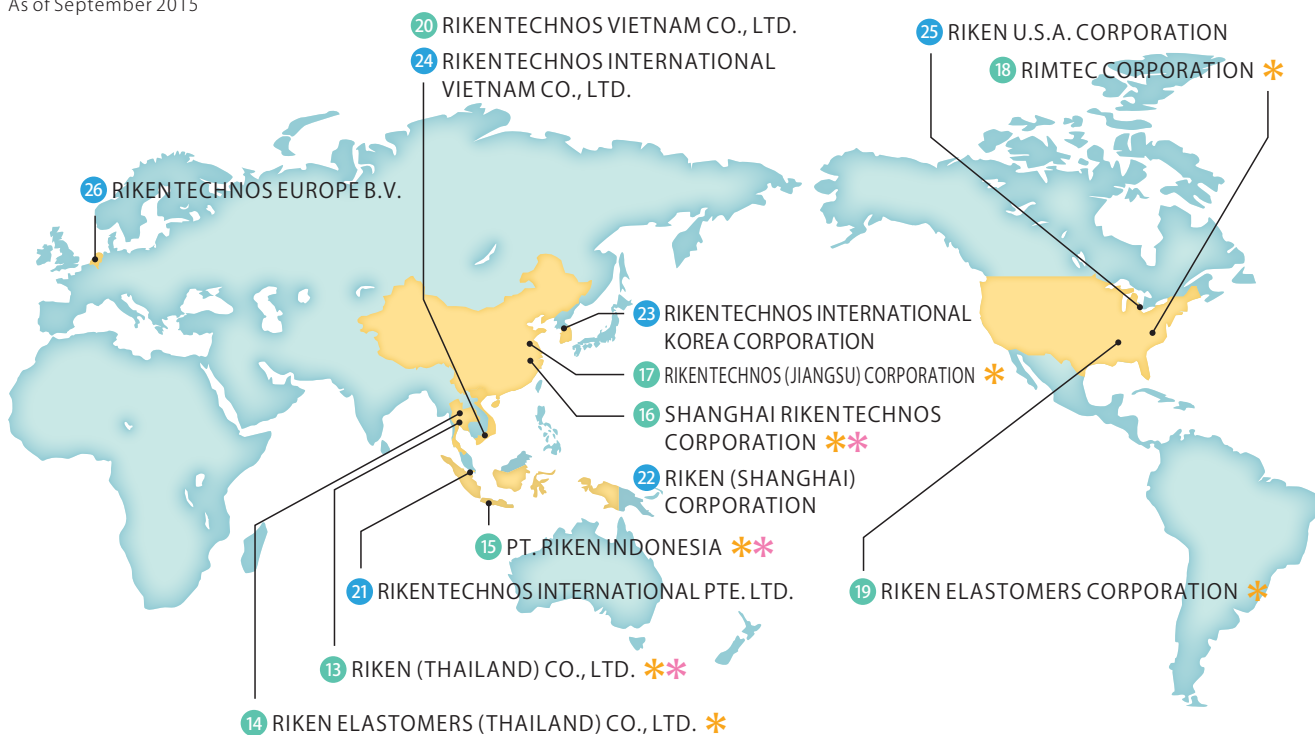 As of September 2015
20 RIKENTECHNOS VIETNAM CO., LTD.
24 RIKENTECHNOS INTERNATIONAL
VIETNAM CO., LTD.
25 RIKEN U.S.A. CORPORATION
18 RIMTEC CORPORATION *
26 RIKENTECHNOS EUROPE B.V.
23 RIKENTECHNOS INTERNATIONAL
KOREA CORPORATION
17 RIKENTECHNOS (JIANGSU) CORPORATION *
16 SHANGHAI RIKENTECHNOS
CORPORATION **
22 RIKEN (SHANGHAI)
CORPORATION
15 PT. RIKEN INDONESIA **
21 RIKENTECHNOS INTERNATIONAL PTE. LTD.
19 RIKEN ELASTOMERS CORPORATION *
13 RIKEN (THAILAND) CO., LTD. **
14 RIKEN ELASTOMERS (THAILAND) CO., LTD. *